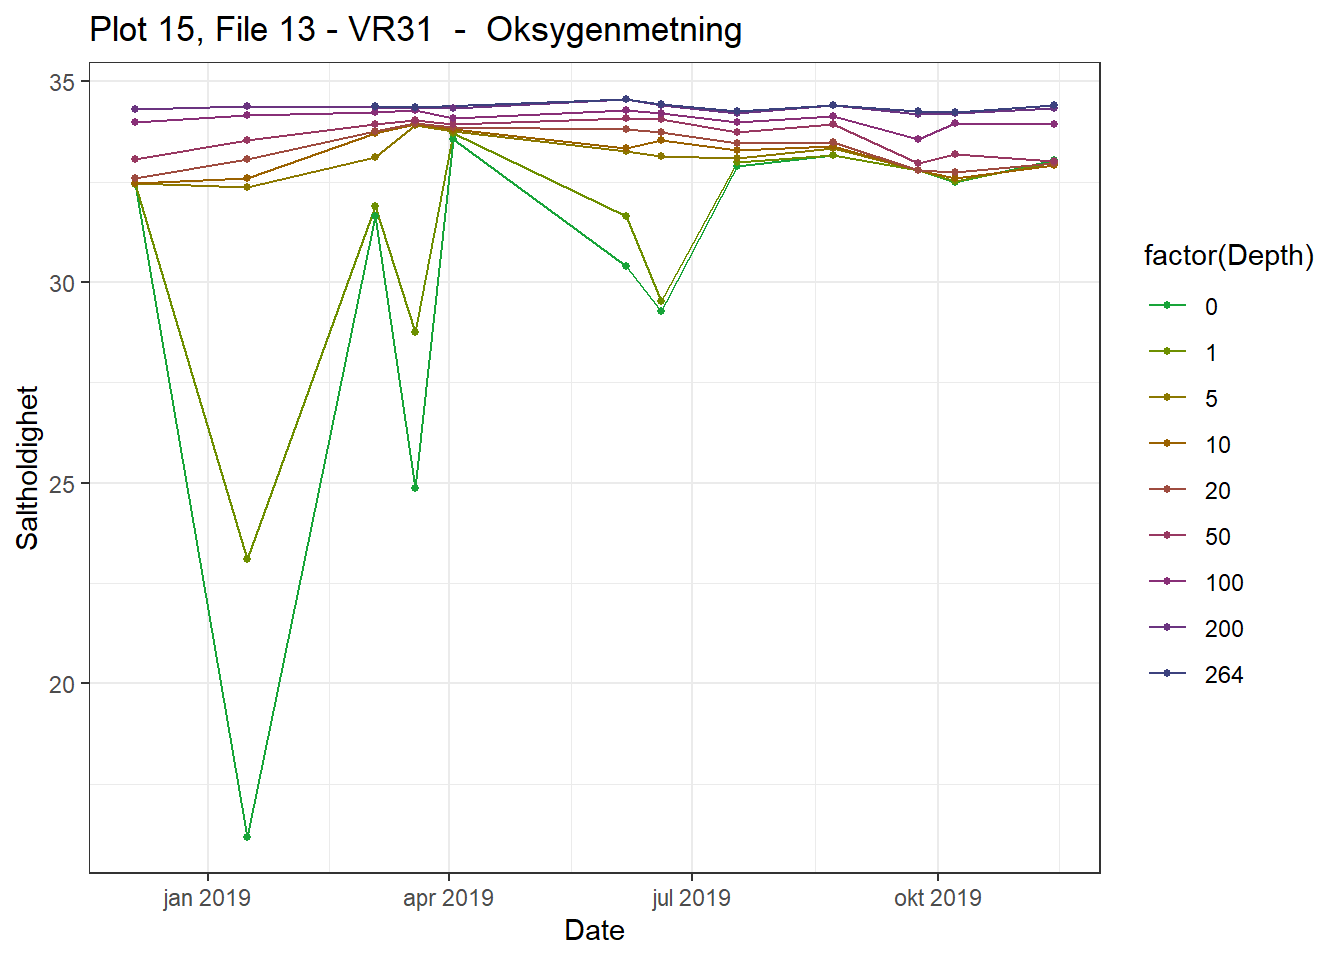 Plot 15, File 13 - VR31  -  Oksygenmetning
35
30
25
20
Saltholdighet
jan 2019
apr 2019
jul 2019
okt 2019
Date
factor(Depth)
0
1
5
10
20
50
100
200
264